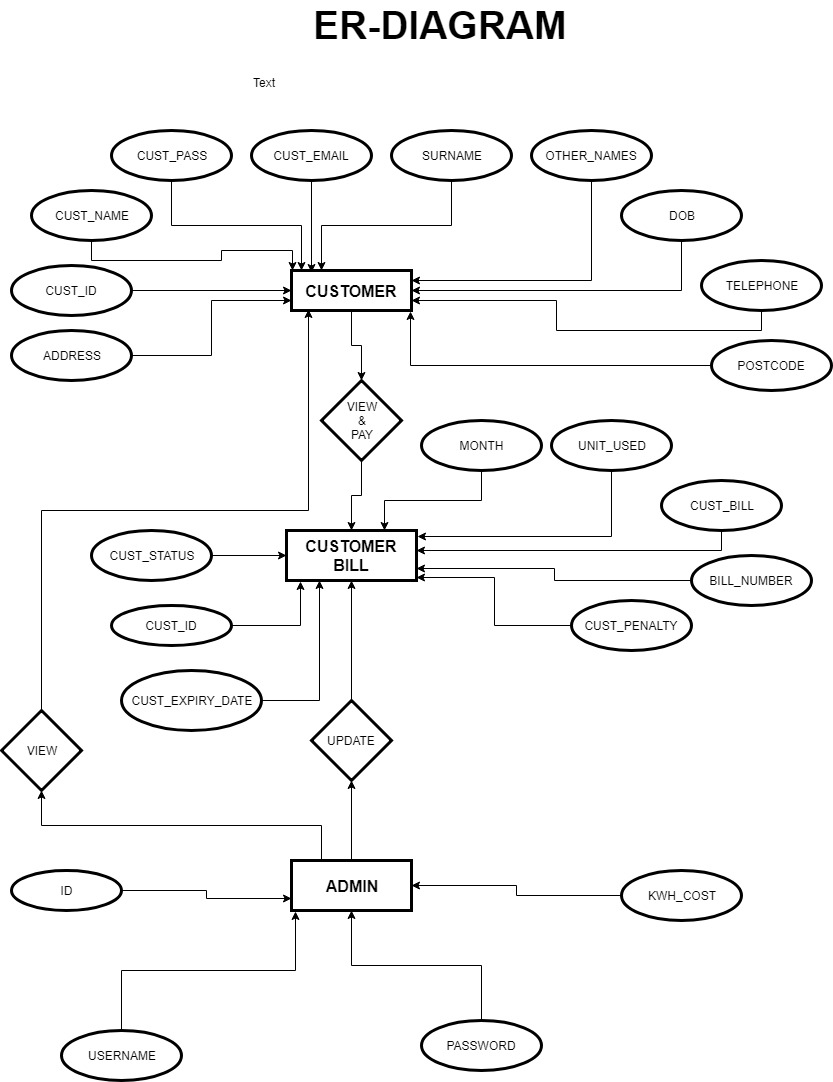 ER-DIAGRAM
Text
CUST_PASS
CUST_EMAIL
SURNAME
OTHER_NAMES
CUST_NAME
DOB
CUST_ID
CUSTOMER
TELEPHONE
ADDRESS
POSTCODE
VIEW
&
PAY
MONTH
UNIT_USED
CUST_BILL
CUST_STATUS
CUSTOMER
BILL
BILL_NUMBER
CUST_ID
CUST_PENALTY
CUST_EXPIRY_DATE
VIEW
UPDATE
ID
ADMIN
KWH_COST
USERNAME
PASSWORD